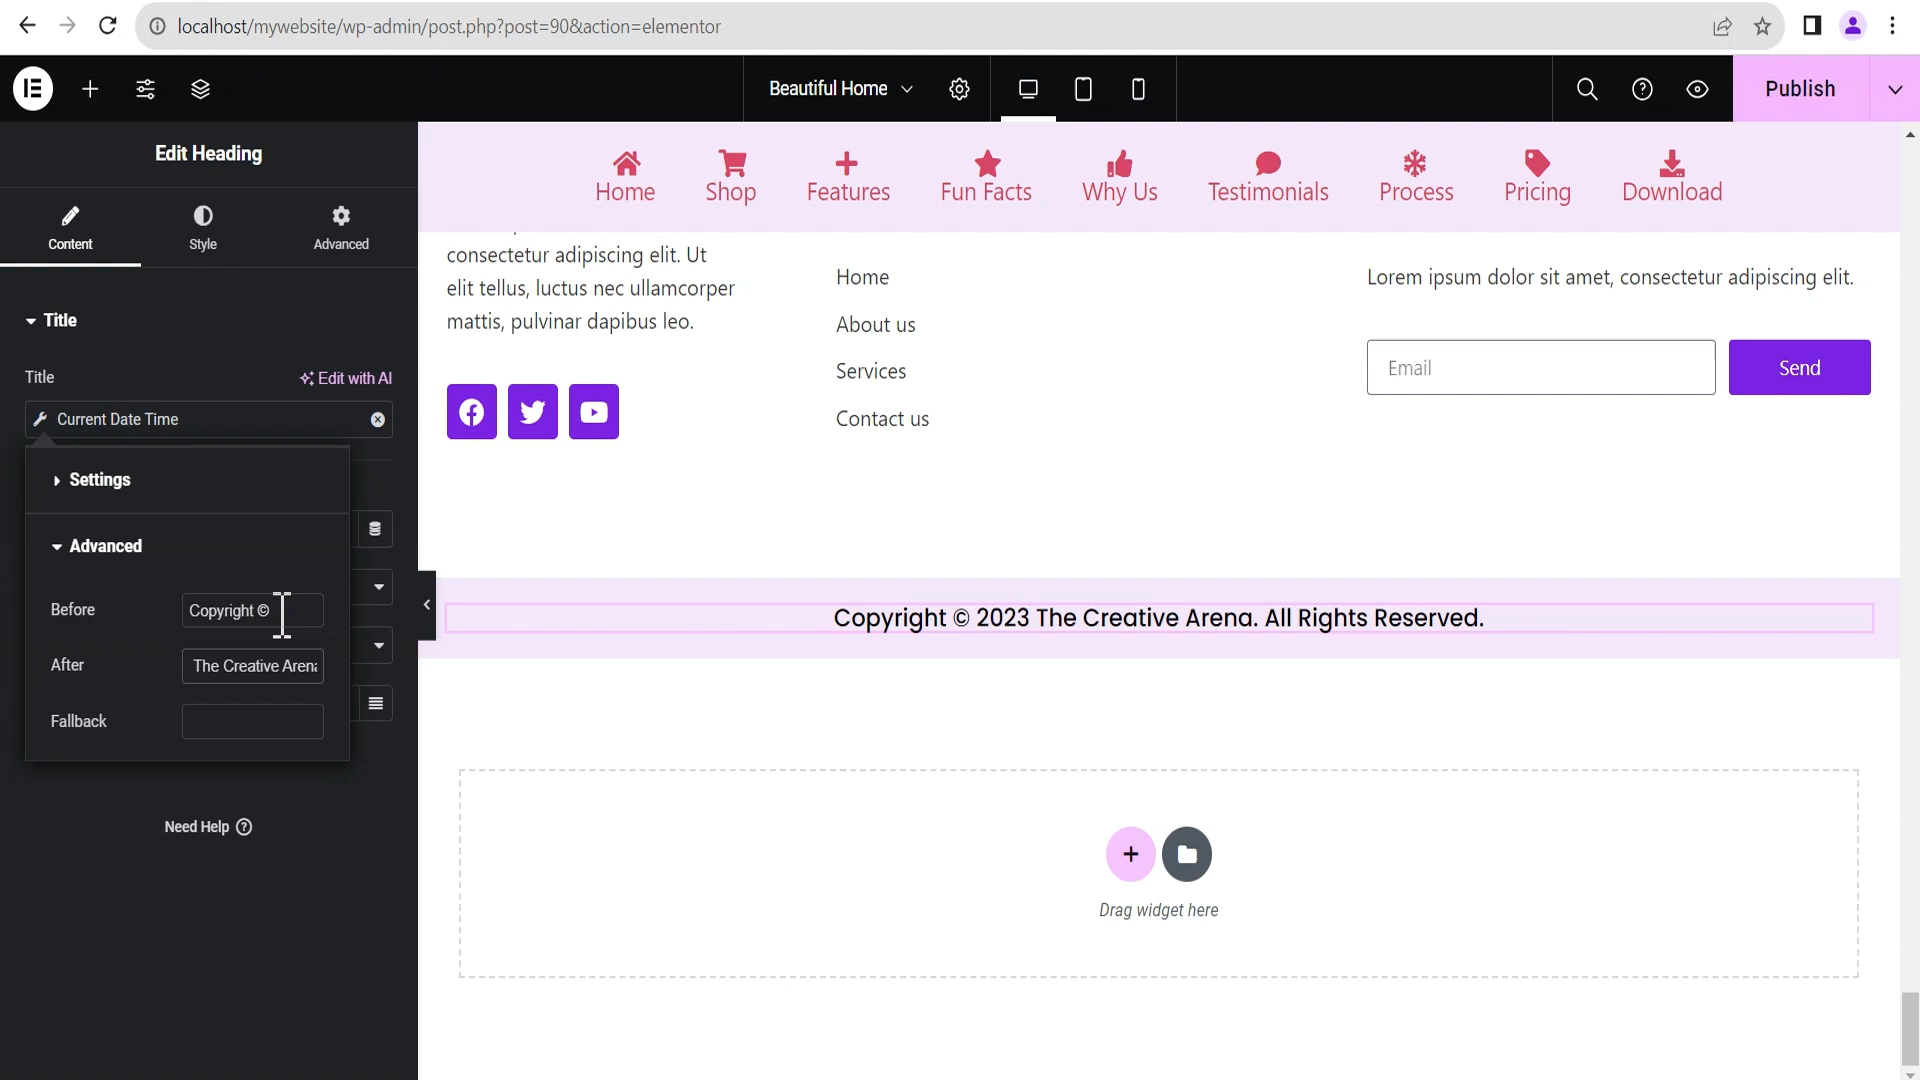 localhost/mywebsite/wp-admin/post.php?post=90&action=elementor
Beautiful Home
Publish
Edit Heading
Content
Style
Advanced
Title
Title
Edit with AI
Current Date Time
Settings
Advanced
Before
Copyright ©
After
The Creative Arena
Fallback
Need Help
Home
Shop
Features
Fun Facts
Why Us
Testimonials
Process
Pricing
Download
consectetur adipiscing elit. Ut
elit tellus, luctus nec ullamcorper
mattis, pulvinar dapibus leo.
Home
About us
Services
Contact us
Lorem ipsum dolor sit amet, consectetur adipiscing elit.
Email
Send
Copyright © 2023 The Creative Arena. All Rights Reserved.
Drag widget here